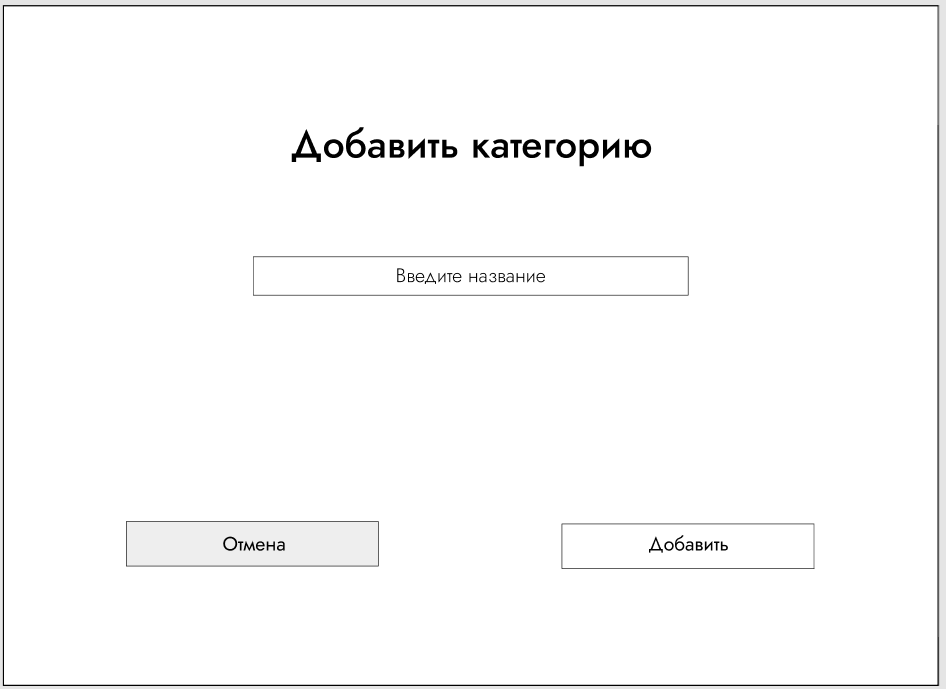 Добавить категорию
Введите название
Отмена
Добавить